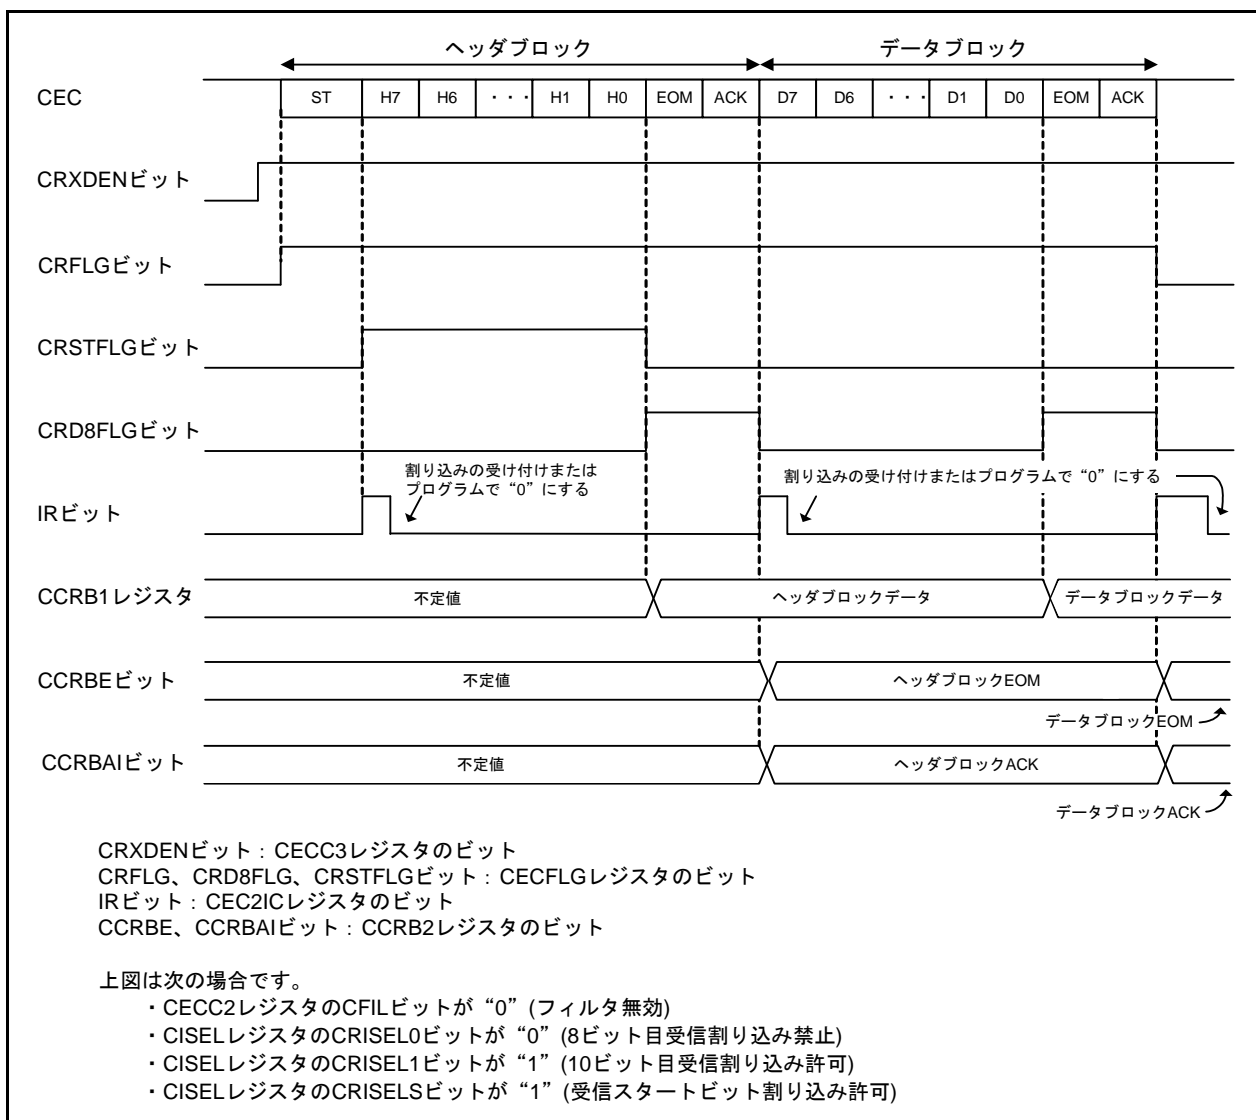 ヘッダブロック データブロック
CEC ST H7 H6 ・・・ H1 H0 EOM ACK D7 D6 ・・・ D1 D0 EOM ACK
CRXDENビット
CRFLGビット
CRSTFLGビット
CRD8FLGビット
割り込みの受け付けまたは
プログラムで“0”にする
割り込みの受け付けまたはプログラムで“0”にする
IRビット
CCRB1レジスタ 不定値 ヘッダブロックデータ データブロックデータ
CCRBEビット 不定値 ヘッダブロックEOM
データブロックEOM
CCRBAIビット 不定値 ヘッダブロックACK
データブロックACK
CRXDENビット:CECC3レジスタのビット
CRFLG、CRD8FLG、CRSTFLGビット:CECFLGレジスタのビット
IRビット:CEC2ICレジスタのビット
CCRBE、CCRBAIビット:CCRB2レジスタのビット
上図は次の場合です。
・CECC2レジスタのCFILビットが“0”(フィルタ無効)
・CISELレジスタのCRISEL0ビットが“0”(8ビット目受信割り込み禁止)
・CISELレジスタのCRISEL1ビットが“1”(10ビット目受信割り込み許可)
・CISELレジスタのCRISELSビットが“1”(受信スタートビット割り込み許可)